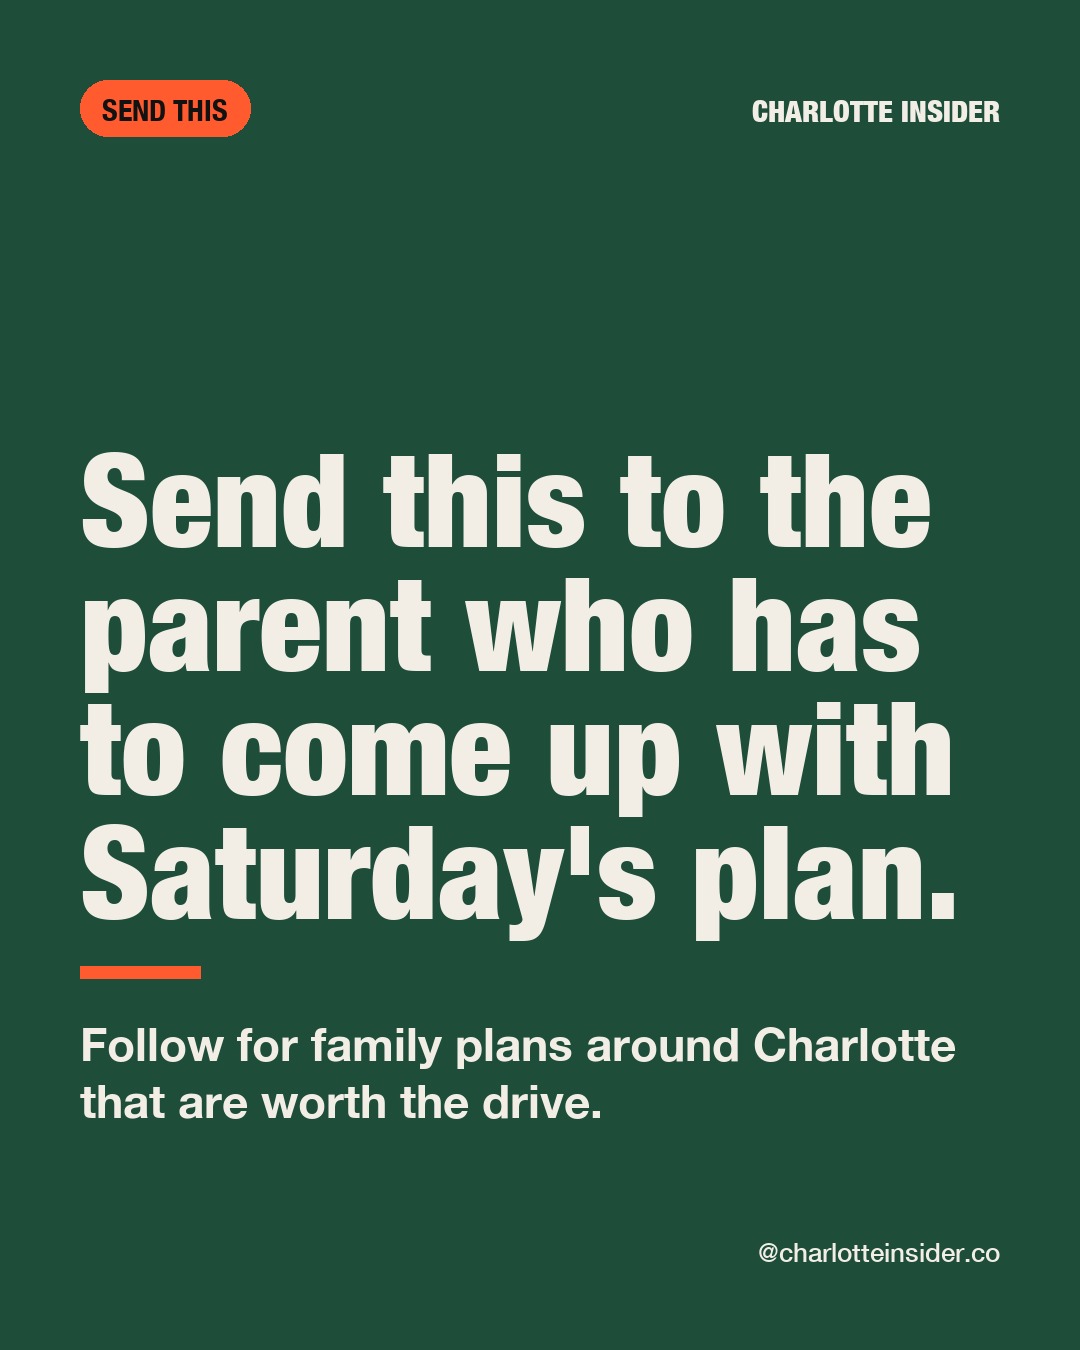 SEND THIS
CHARLOTTE INSIDER
Send this to the
parent who has
to come up with
Saturday's plan.
Follow for family plans around Charlotte
that are worth the drive.
@charlotteinsider.co